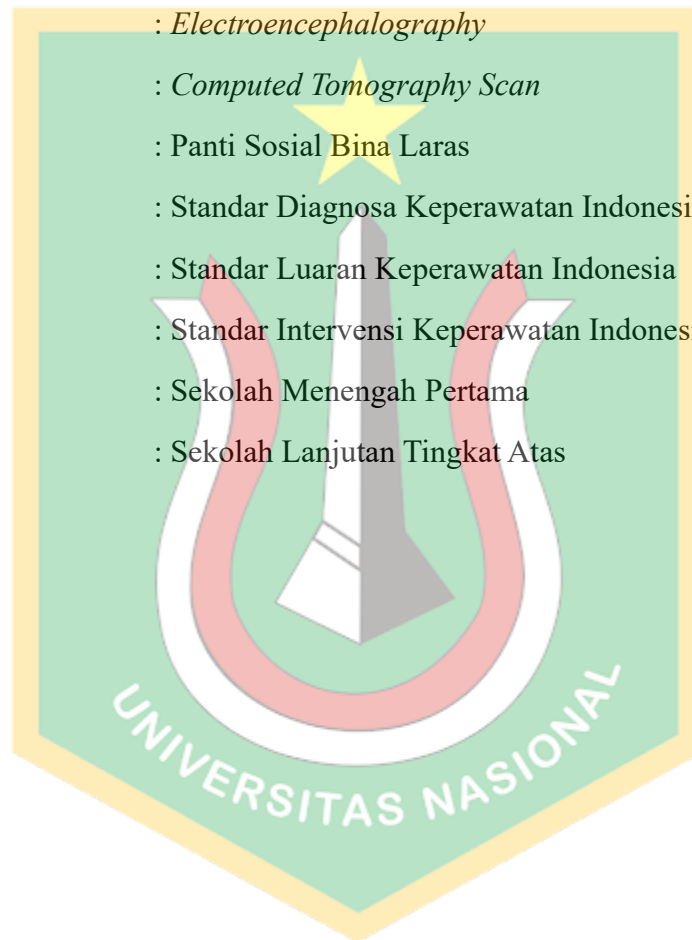 : Electroencephalography
: Computed Tomography Scan
: Panti Sosial Bina Laras
: Standar Diagnosa Keperawatan Indonesi
: Standar Luaran Keperawatan Indonesia
: Standar Intervensi Keperawatan Indones
: Sekolah Menengah Pertama
: Sekolah Lanjutan Tingkat Atas
UNIVERSITAS NASIONAL